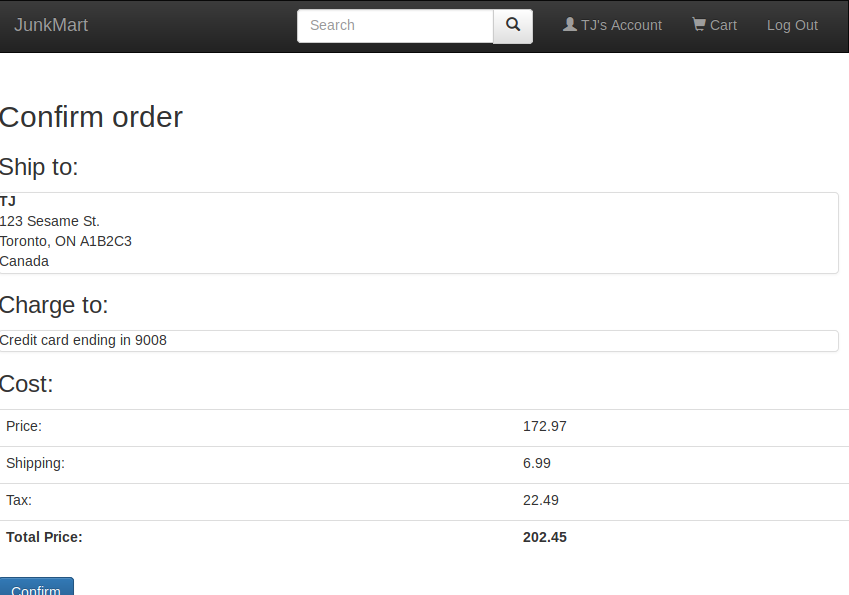 JunkMart
Search
TJ's Account
Cart
Log Out
Confirm order
Ship to:
TJ
123 Sesame St.
Toronto, ON A1B2C3
Canada
Charge to:
Credit card ending in 9008
Cost:
Price: 172.97
Shipping: 6.99
Tax: 22.49
Total Price: 202.45
Confirm